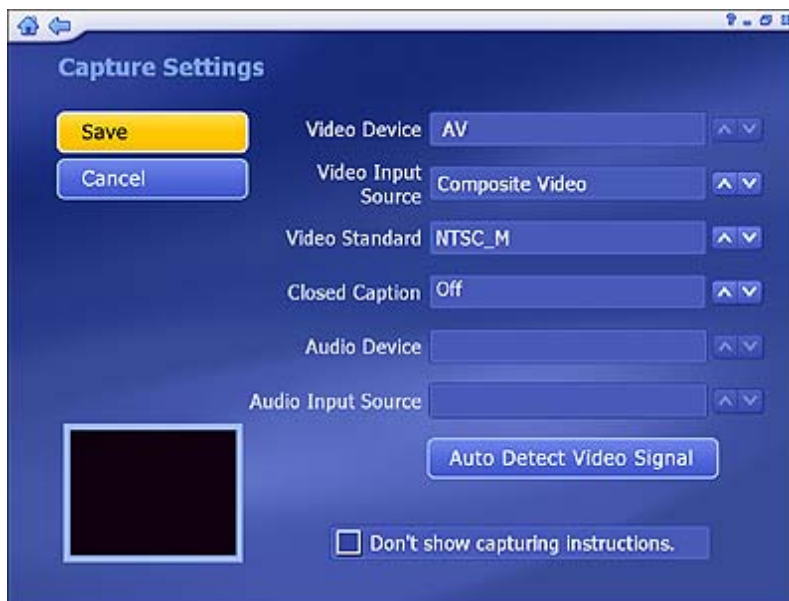 Capture Settings
Save
Cancel
Video Device AV
Video Input
Source Composite Video
Video Standard NTSC_M
Closed Caption Off
Audio Device
Audio Input Source
Auto Detect Video Signal
Don't show capturing instructions.